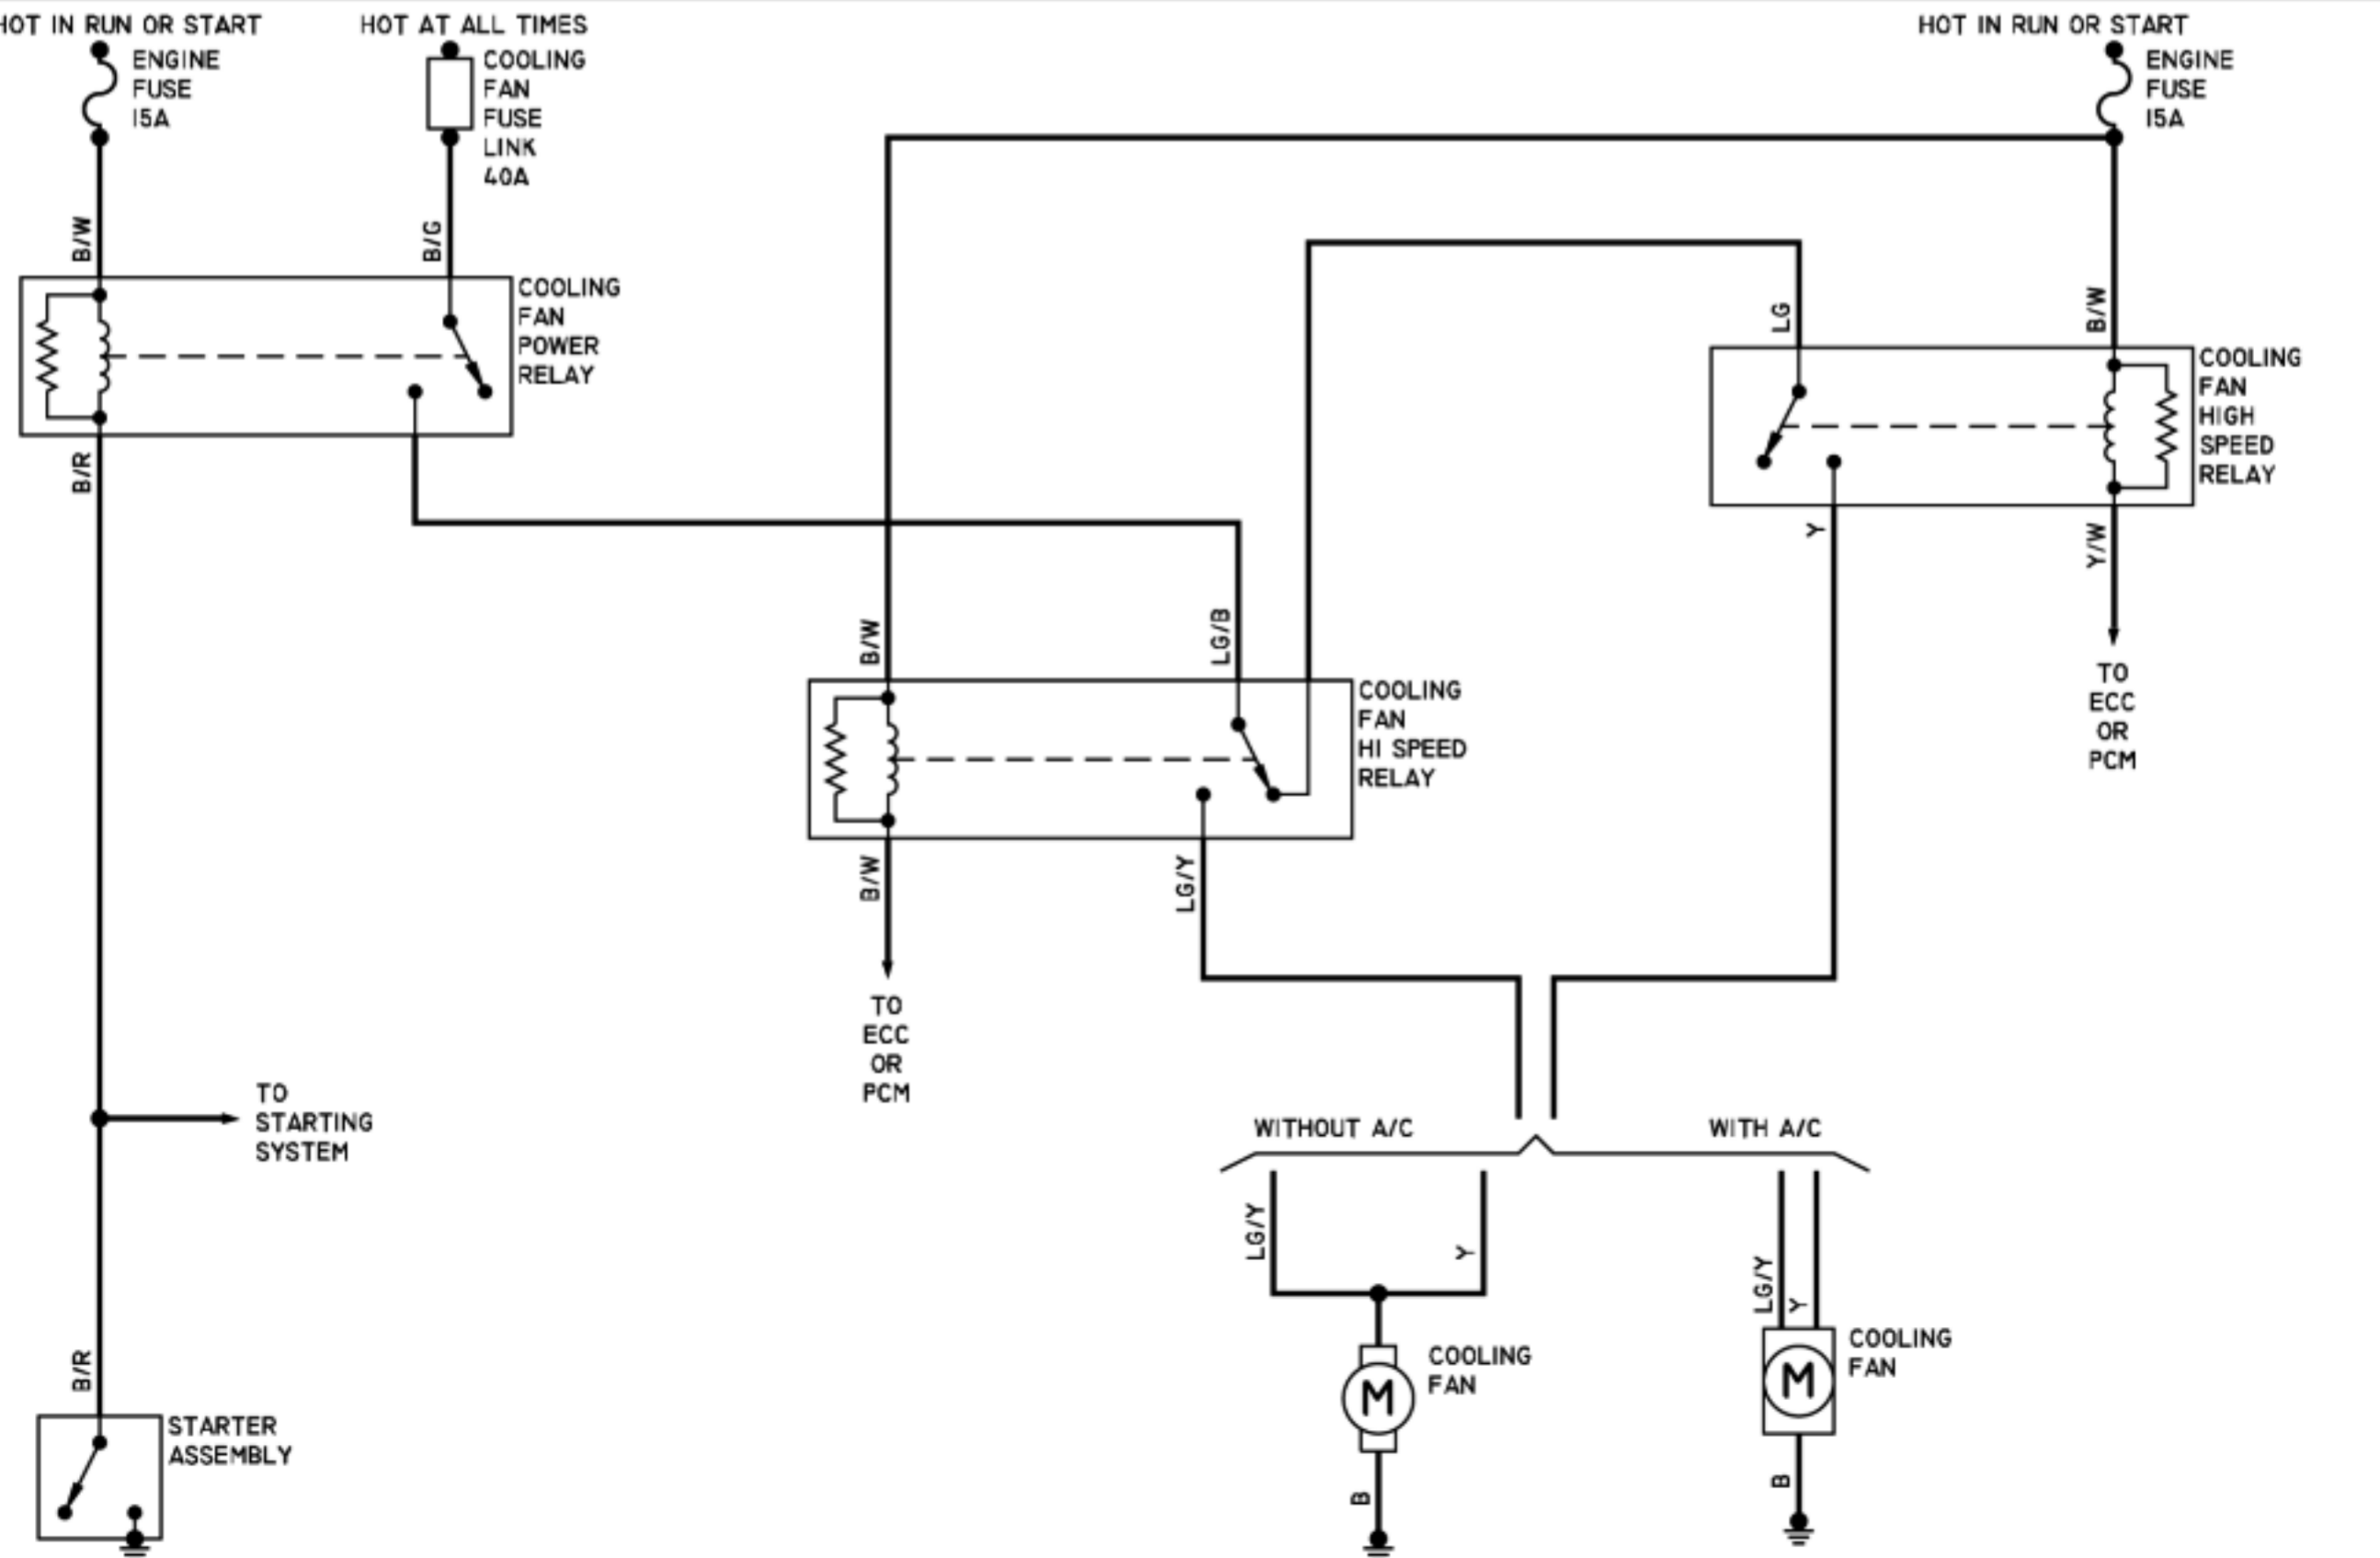 HOT IN RUN OR START
ENGINE
FUSE
15A
HOT AT ALL TIMES
COOLING
FAN
FUSE
LINK
40A
HOT IN RUN OR START
ENGINE
FUSE
15A
B/W
B/G
COOLING
FAN
POWER
RELAY
B/R
LG
B/W
COOLING
FAN
HIGH
SPEED
RELAY
Y
Y/W
TO
ECC
OR
PCM
B/W
LG/B
COOLING
FAN
HI SPEED
RELAY
B/W
LG/Y
TO
ECC
OR
PCM
TO
STARTING
SYSTEM
WITHOUT A/C
WITH A/C
LG/Y
Y
LG/Y
Y
COOLING
FAN
M
COOLING
FAN
M
B/R
B
B
STARTER
ASSEMBLY